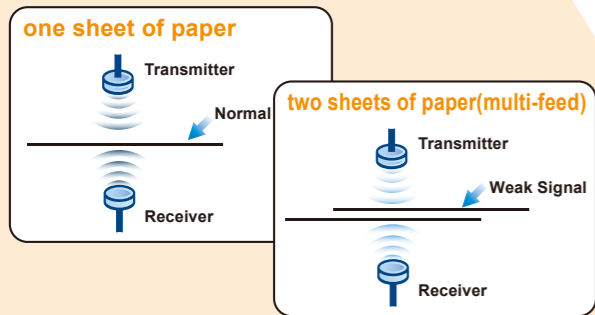 one sheet of paper
Transmitter
Normal
Receiver
two sheets of paper(multi-feed)
Transmitter
Weak Signal
Receiver